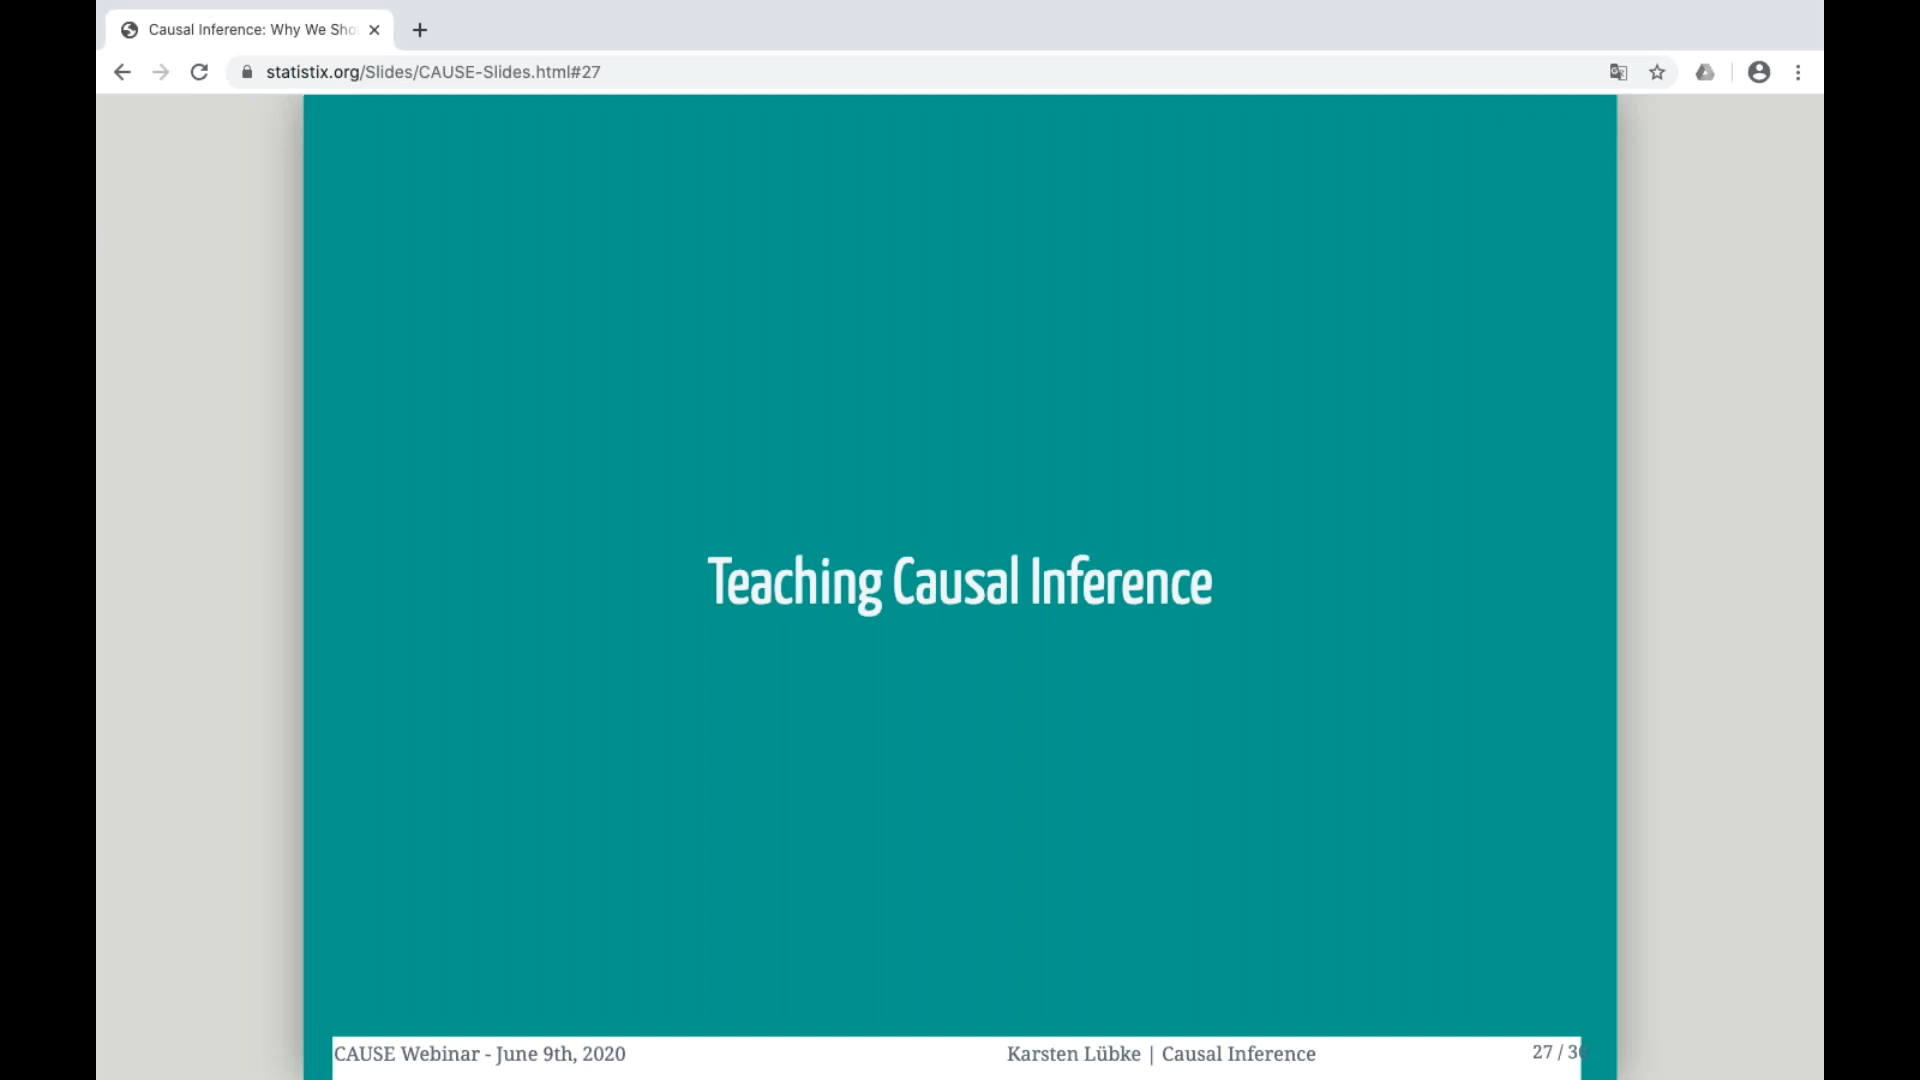 Causal Inference: Why We Sho
statistix.org/Slides/CAUSE-Slides.html#27
Teaching Causal Inference
CAUSE Webinar - June 9th, 2020
Karsten Lübke | Causal Inference
27 /